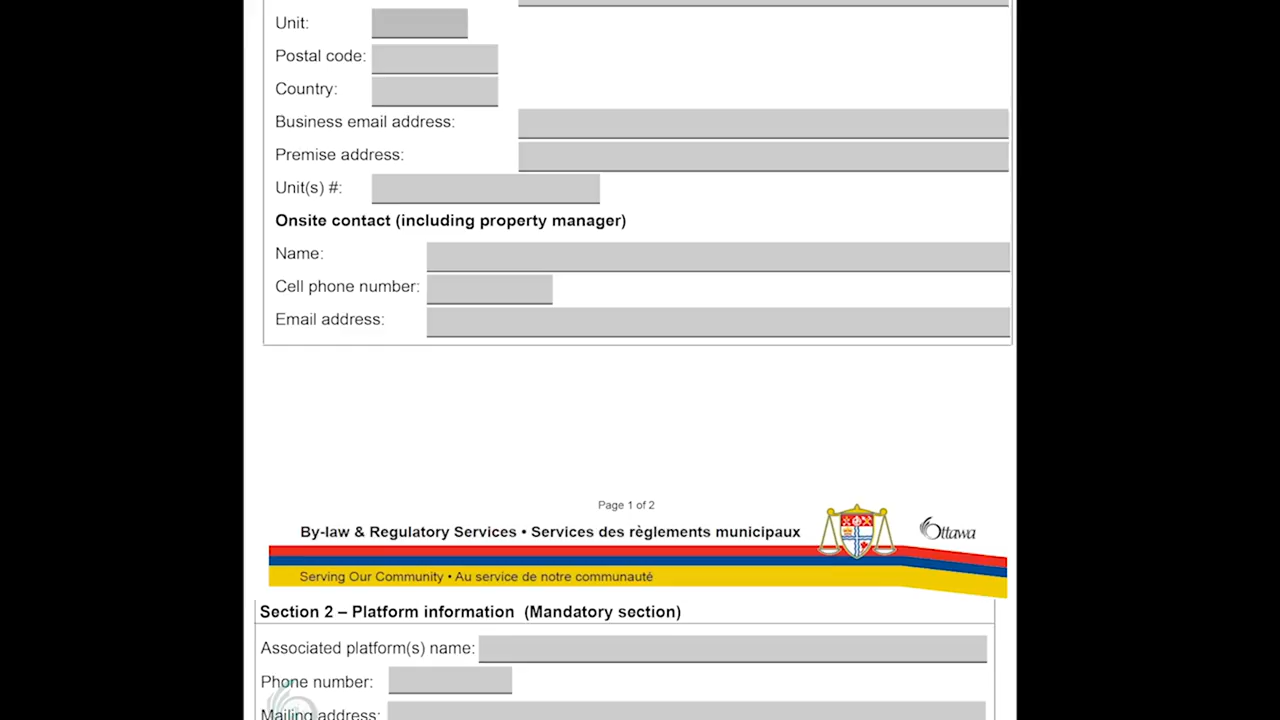 Unit:
Postal code:
Country:
Business email address:
Premise address:
Unit(s) #:
Onsite contact (including property manager)
Name:
Cell phone number:
Email address:
Page 1 of 2
By-law & Regulatory Services • Services des règlements municipaux
Ottawa
Serving Our Community • Au service de notre communauté
Section 2 – Platform information (Mandatory section)
Associated platform(s) name:
Phone number:
Mailing address: